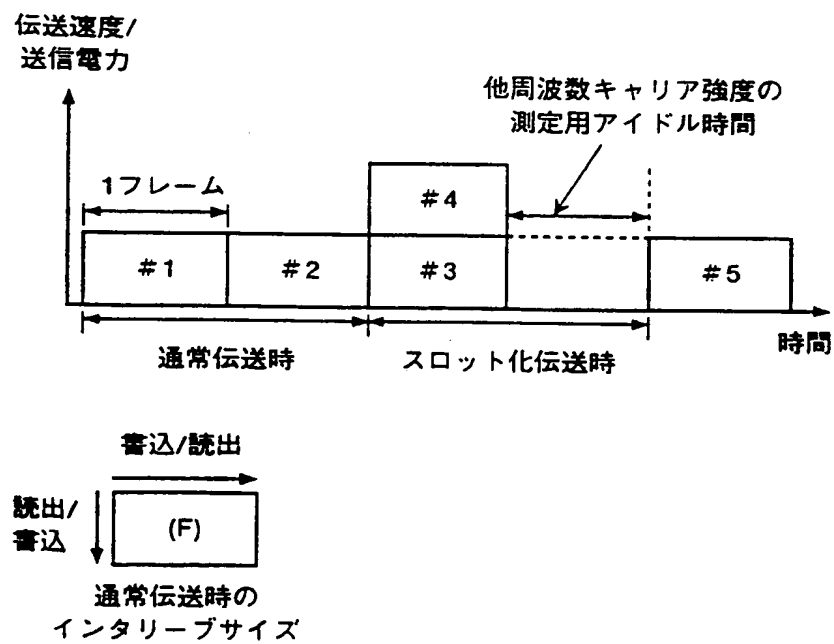 伝送速度/
送信電力
他周波数キャリア強度の
測定用アイドル時間
1フレーム
#4
#1
#2
#3
#5
通常伝送時
スロット化伝送時
時間
書込/読出
読出/
書込
(F)
通常伝送時の
インタリーブサイズ